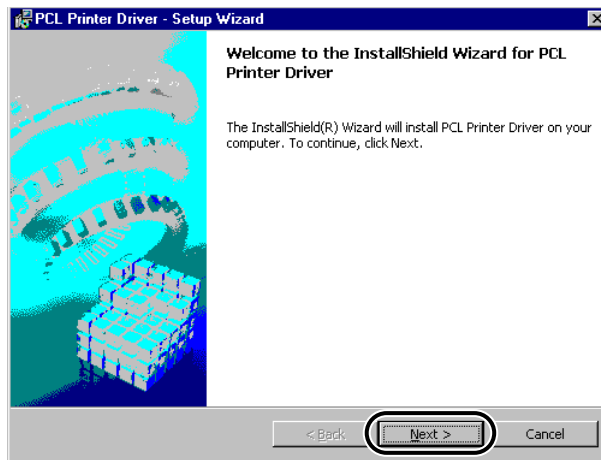 PCL Printer Driver - Setup Wizard
Welcome to the InstallShield Wizard for PCL
Printer Driver
The InstallShield(R) Wizard will install PCL Printer Driver on your
computer. To continue, click Next.
< Back
Next >
Cancel